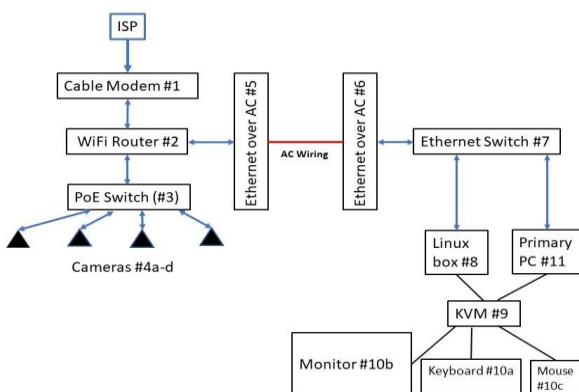 ISP
Cable Modem #1
WiFi Router #2
PoE Switch (#3)
Cameras #4a-d
Ethernet over AC #5
AC Wiring
Ethernet over AC #6
Ethernet Switch #7
Linux
box #8
Primary
PC #11
KVM #9
Monitor #10b
Keyboard #10a
Mouse
#10c